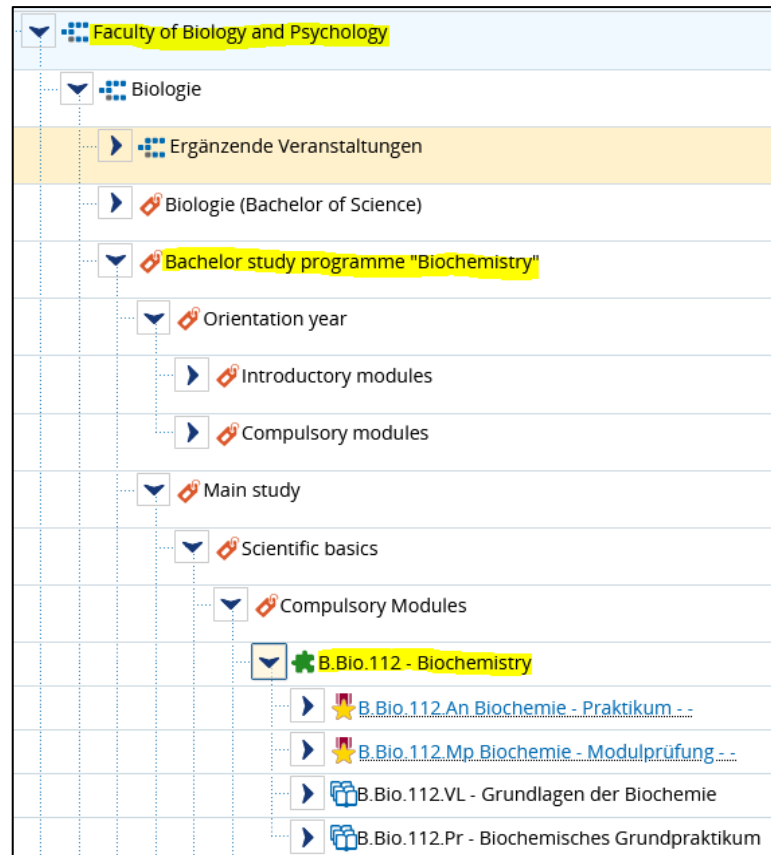 Faculty of Biology and Psychology
Biologie
Ergänzende Veranstaltungen
Biologie (Bachelor of Science)
Bachelor study programme "Biochemistry"
Orientation year
Introductory modules
Compulsory modules
Main study
Scientific basics
Compulsory Modules
B.Bio.112 - Biochemistry
B.Bio.112.An Biochemie - Praktikum - -
B.Bio.112.Mp Biochemie - Modulprüfung - -
B.Bio.112.VL - Grundlagen der Biochemie
B.Bio.112.Pr - Biochemisches Grundpraktikum